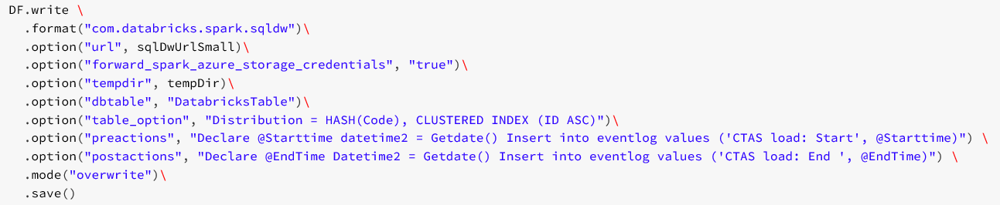 DF.write \
.format("com.databricks.spark.sqldw")\
.option("url", sqlDwUrlSmall)\
.option("forward_spark_azure_storage_credentials", "true")\
.option("tempdir", tempDir)\
.option("dbtable", "DatabricksTable")\
.option("table_option", "Distribution = HASH(Code), CLUSTERED INDEX (ID ASC)")\
.option("preactions", "Declare @Starttime datetime2 = Getdate() Insert into eventlog values ('CTAS load: Start', @Starttime)") \
.option("postactions", "Declare @EndTime Datetime2 = Getdate() Insert into eventlog values ('CTAS load: End ', @EndTime)") \
.mode("overwrite")\
.save()